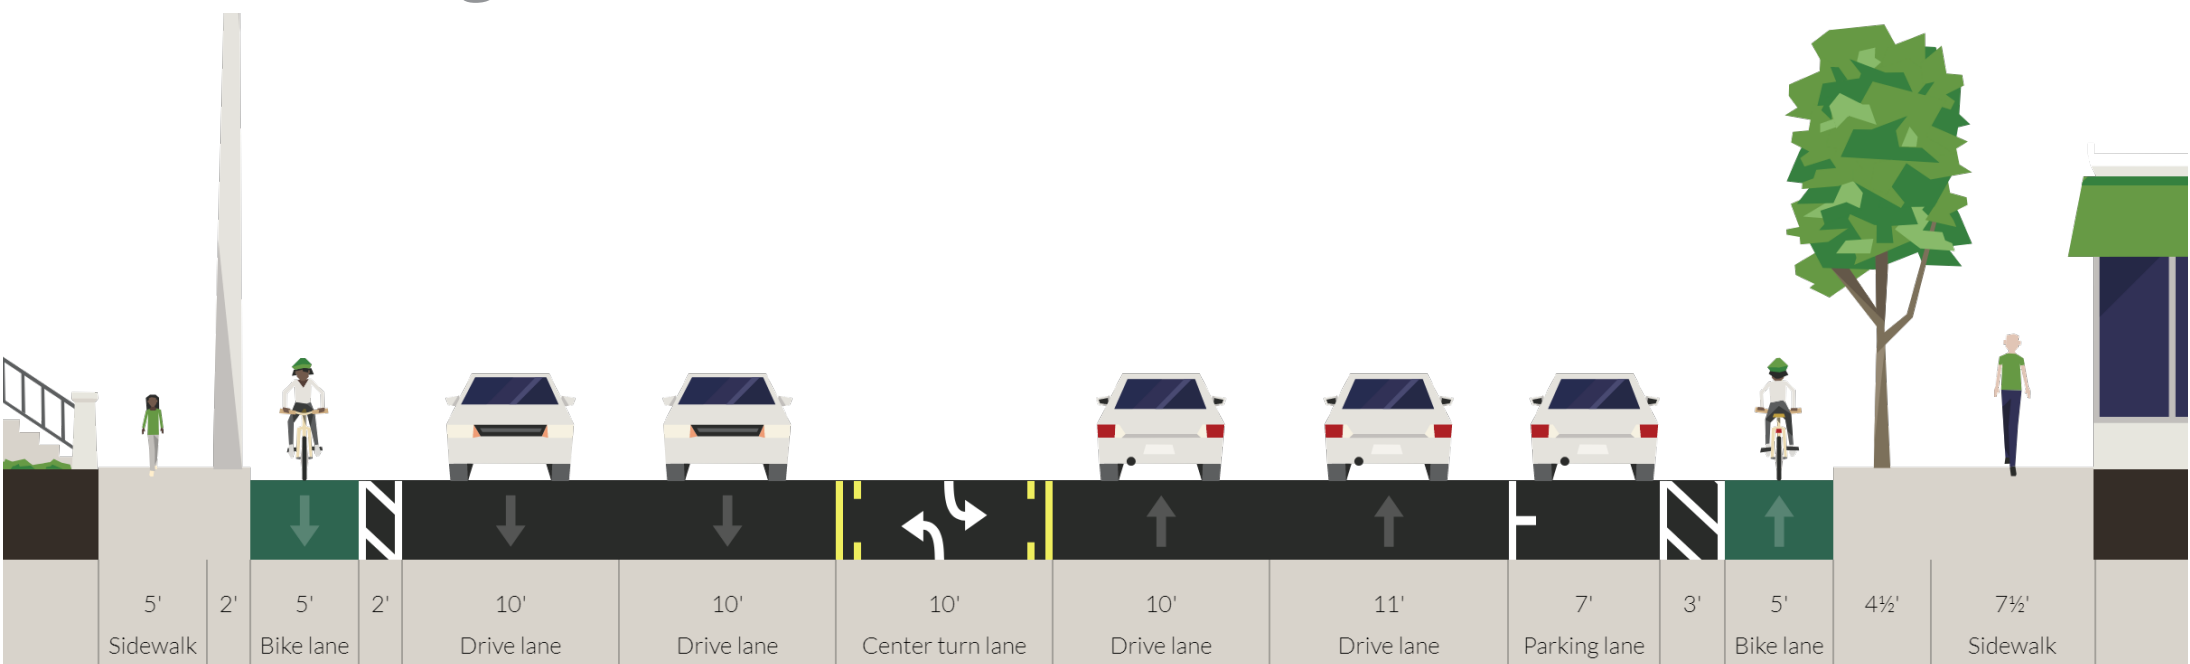 5' 2' 5' 2' 10' 10' 10' 10' 11' 7' 3' 5' 4½' 7½'
Sidewalk Bike lane Drive lane Drive lane Center turn lane Drive lane Drive lane Parking lane Bike lane Sidewalk